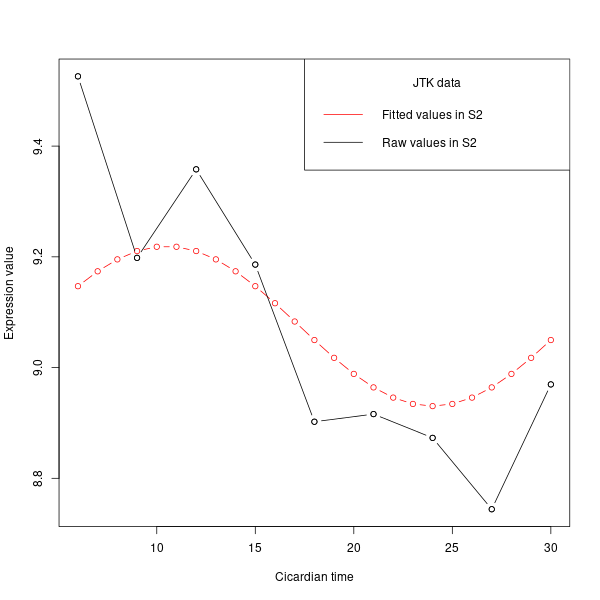 JTK data
Fitted values in S2
Raw values in S2
Expression value
9.4
9.2
9.0
8.8
10 15 20 25 30
Cicardian time